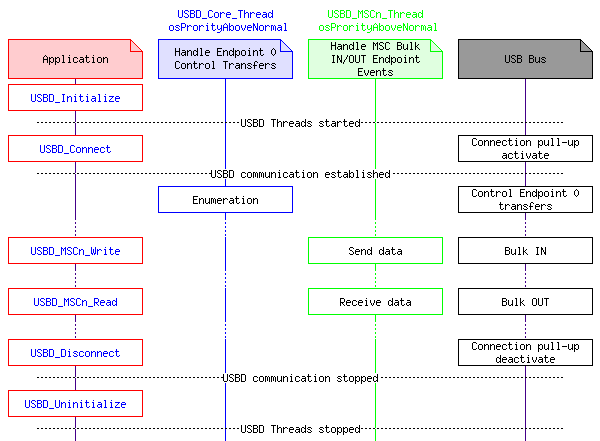 USBD_Core_Thread
osProrityAboveNormal
USBD_MSCn_Thread
osProrityAboveNormal
Application
Handle Endpoint 0
Control Transfers
Handle MSC Bulk
IN/OUT Endpoint
Events
USB Bus
USBD_Initialize
USBD Threads started
USBD_Connect
Connection pull-up
activate
USBD communication established
Enumeration
Control Endpoint 0
transfers
USBD_MSCn_Write
Send data
Bulk IN
USBD_MSCn_Read
Receive data
Bulk OUT
USBD_Disconnect
Connection pull-up
deactivate
USBD communication stopped
USBD_Uninitialize
USBD Threads stopped